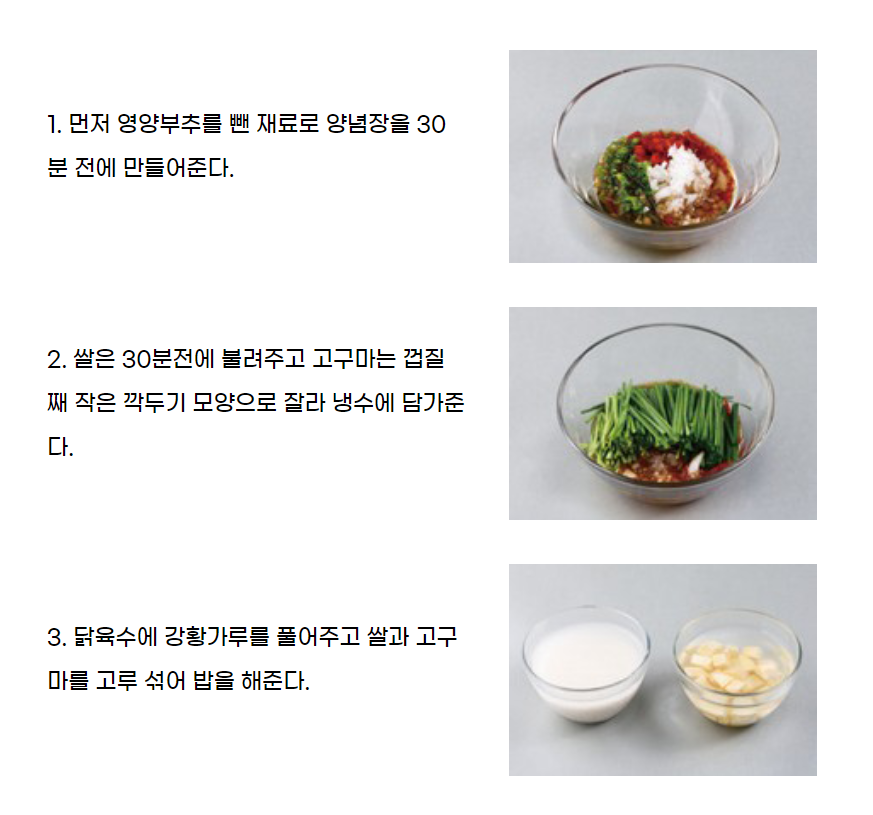 1. 먼저 영양부추를 뺀 재료로 양념장을 30
분 전에 만들어준다.
2. 쌀은 30분전에 불려주고 고구마는 껍질
째 작은 깍두기 모양으로 잘라 냉수에 담가준
다.
3. 닭육수에 강황가루를 풀어주고 쌀과 고구
마를 고루 섞어 밥을 해준다.